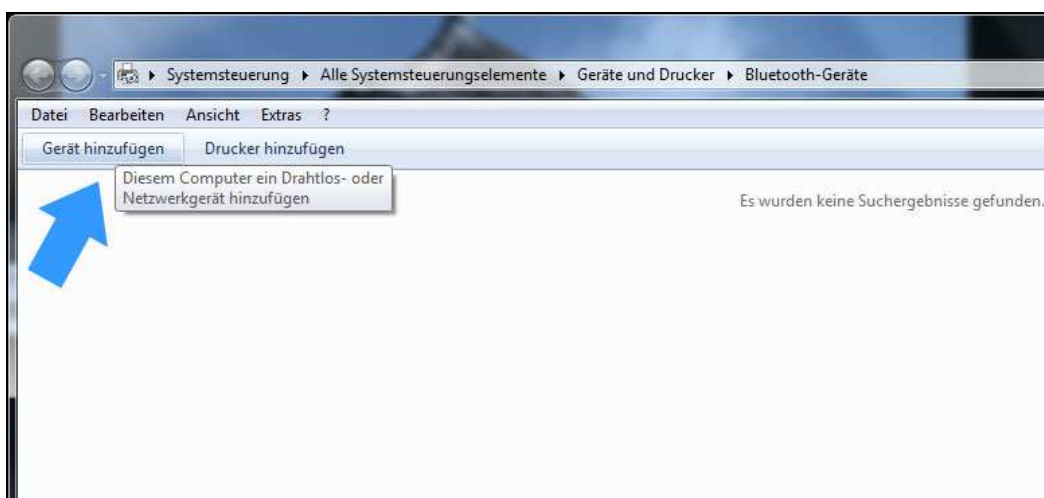 Systemsteuerung ▸ Alle Systemsteuerungselemente ▸ Geräte und Drucker ▸ Bluetooth-Geräte
Datei Bearbeiten Ansicht Extras ?
Gerät hinzufügen Drucker hinzufügen
Diesem Computer ein Drahtlos- oder
Netzwerkgerät hinzufügen
Es wurden keine Suchergebnisse gefunden.